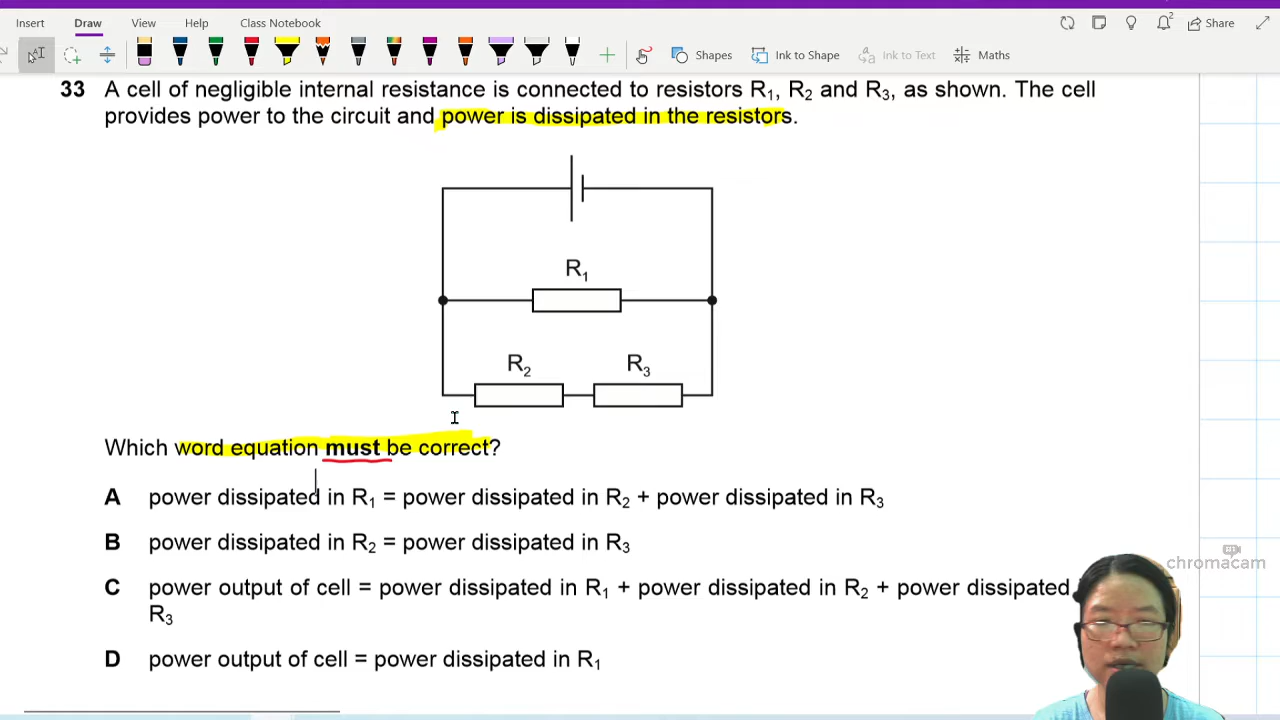 Insert Draw View Help Class Notebook 2 Share
Shapes Ink to Shape Ink to Text Maths
33 A cell of negligible internal resistance is connected to resistors R1, R2 and R3, as shown. The cell
provides power to the circuit and power is dissipated in the resistors.
R1
R2 R3
Which word equation must be correct?
A power dissipated in R1 = power dissipated in R2 + power dissipated in R3
B power dissipated in R2 = power dissipated in R3
C power output of cell = power dissipated in R1 + power dissipated in R2 + power dissipated
R3
D power output of cell = power dissipated in R1
chromacam